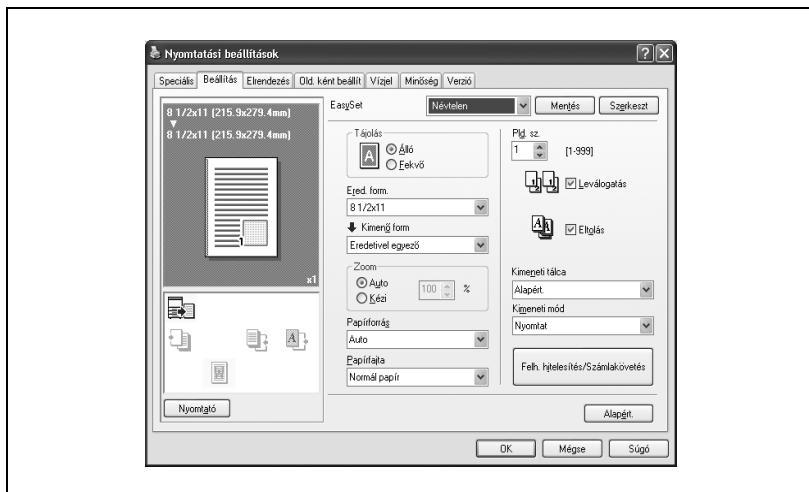 Nyomtatási beállítások
Speciális Beállítás Elrendezés Old. ként beállít Vízjel Minőség Verzió
8 1/2x11 (215.9x279.4mm)
8 1/2x11 (215.9x279.4mm)
1
x1
Nyomtató
EasySet Névtelen Mentés Szerkeszt
Tájolás
A
Álló
Fekvő
Ered. form.
8 1/2x11
Kimenő form
Eredetivel egyező
Zoom
Auto
Kézi
100 %
Papírforrás
Auto
Papírfajta
Normál papír
Pld. sz.
1 [1-999]
Leválogatás
Eltolás
Kimeneti tálca
Alapért.
Kimeneti mód
Nyomtat
Felh. hitelesítés/Számlakövetés
Alapért.
OK Mégse Súgó